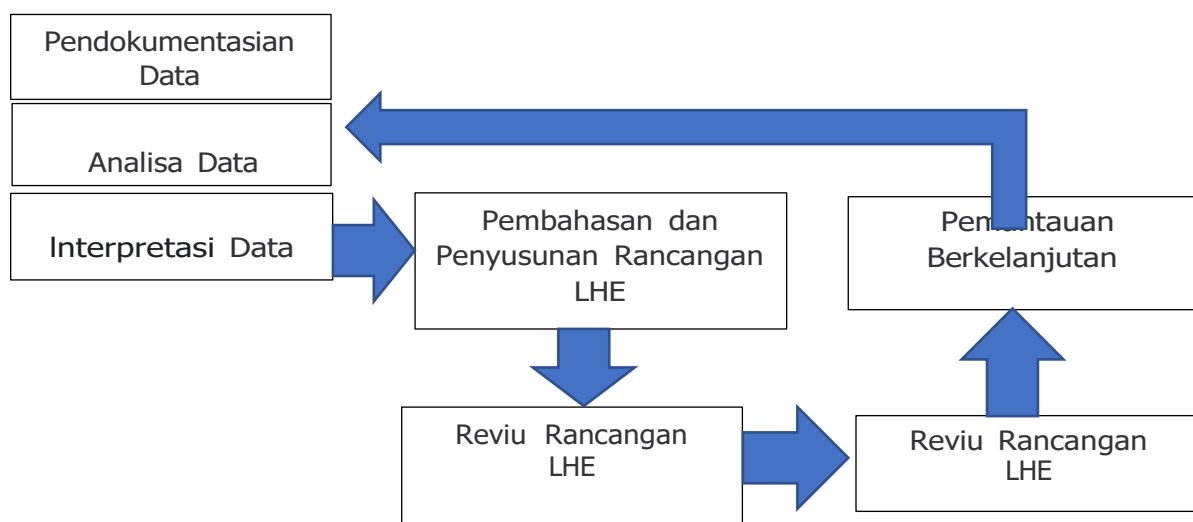 Pendokumentasian
Data
Analisa Data
Interpretasi Data
Pembahasan dan
Penyusunan Rancangan
LHE
Pemantauan
Berkelanjutan
Reviu Rancangan
LHE
Reviu Rancangan
LHE